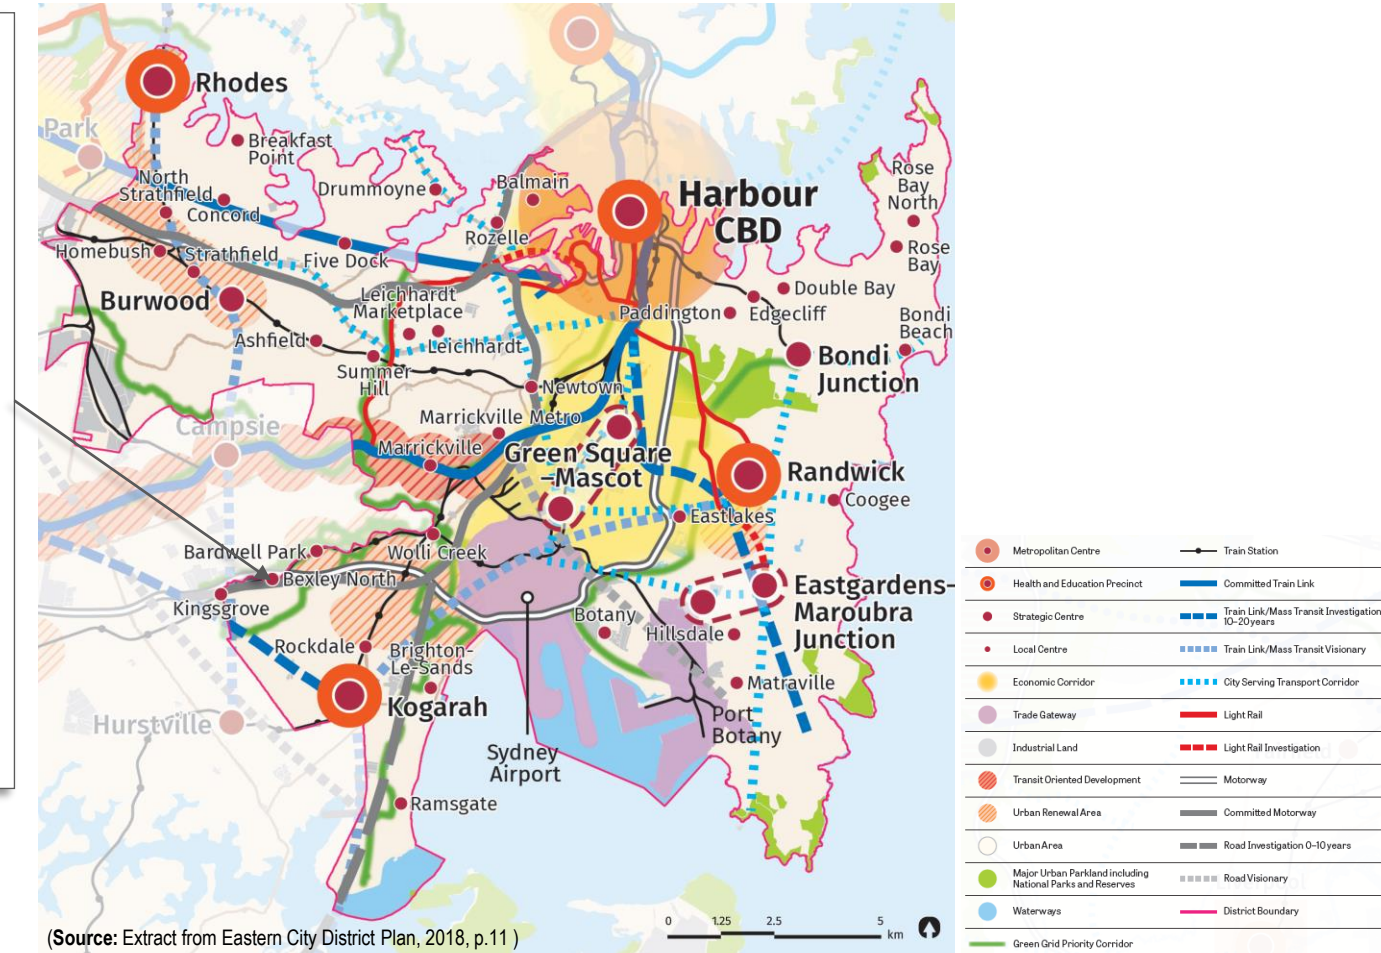 Rhodes
Park
Breakfast
Point
North
Strathfield
Concord
Drummoyne
Balmain
Harbour
CBD
Rose
Bay
North
Rozelle
Homebush
Strathfield
Five Dock
Rose
Bay
Burwood
Leichhardt
Marketplace
Double Bay
Paddington
Edgecliff
Bondi
Beach
Ashfield
Leichhardt
Bondi
Junction
Summer
Hill
Newtown
Campsie
Marrickville Metro
Marrickville
Green Square
–Mascot
Randwick
Coogee
Eastlakes
Bardwell Park
Wolli Creek
Bexley North
Kingsgrove
Eastgardens–
Maroubra
Junction
Botany
Hillsdale
Rockdale
Brighton-
Le-Sands
Matraville
Kogarah
Port
Botany
Hurstville
Sydney
Airport
Ramsgate
(Source: Extract from Eastern City District Plan, 2018, p.11 )
0 1.25 2.5 5
km
Metropolitan Centre
Train Station
Health and Education Precinct
Committed Train Link
Strategic Centre
Train Link/Mass Transit Investigation
10–20 years
Local Centre
Train Link/Mass Transit Visionary
Economic Corridor
City Serving Transport Corridor
Trade Gateway
Light Rail
Industrial Land
Light Rail Investigation
Transit Oriented Development
Motorway
Urban Renewal Area
Committed Motorway
Urban Area
Road Investigation 0–10 years
Major Urban Parkland including
National Parks and Reserves
Road Visionary
Waterways
District Boundary
Green Grid Priority Corridor